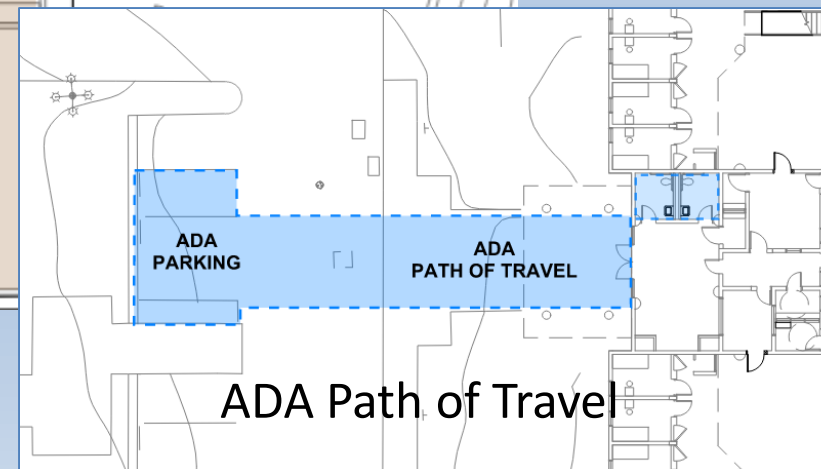 ADA
PARKING
ADA
PATH OF TRAVEL
ADA Path of Travel